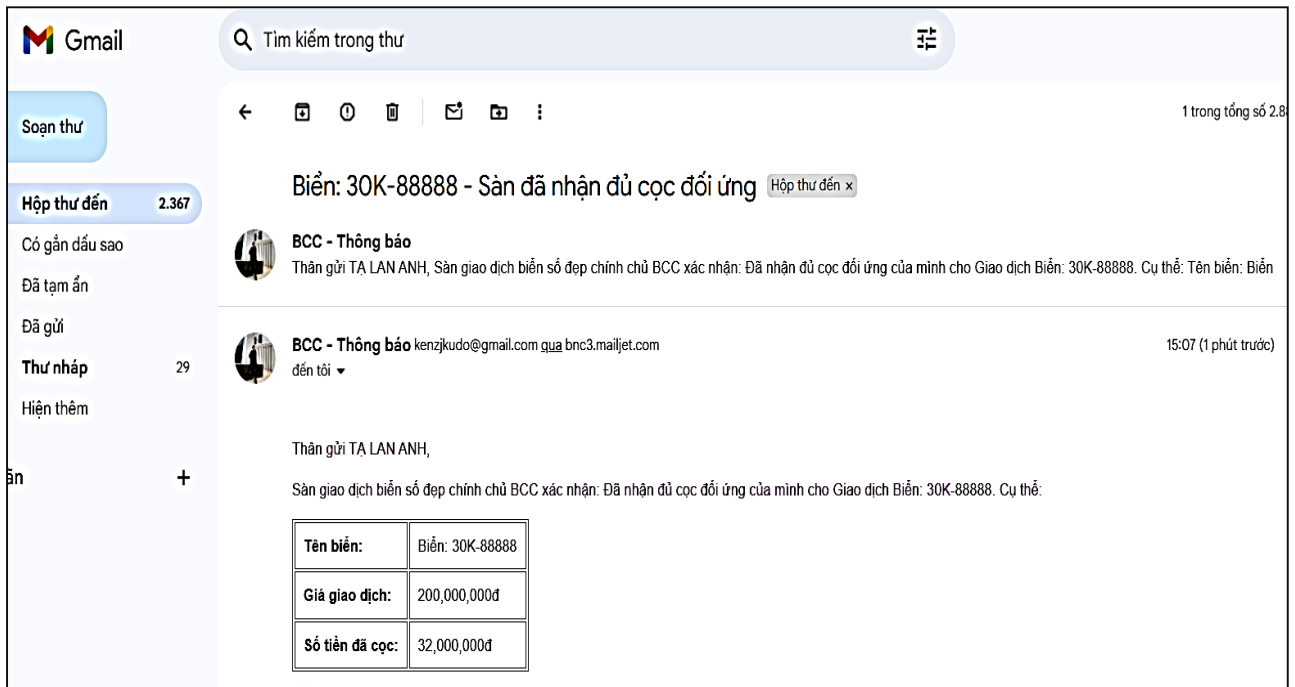 Gmail
Tìm kiếm trong thư
Soạn thư
1 trong tổng số 2.8
Biển: 30K-88888 - Sàn đã nhận đủ cọc đối ứng Hộp thư đến ×
Hộp thư đến 2.367
Có gắn dấu sao
Đã tạm ẩn
Đã gửi
Thư nháp 29
Hiện thêm
ãn +
BCC - Thông báo
Thân gửi TẠ LAN ANH, Sàn giao dịch biển số đẹp chính chủ BCC xác nhận: Đã nhận đủ cọc đối ứng của mình cho Giao dịch Biển: 30K-88888. Cụ thể: Tên biển: Biển
BCC - Thông báo kenzjkudo@gmail.com qua bnc3.mailjet.com 15:07 (1 phút trước)
đến tôi
Thân gửi TẠ LAN ANH,
Sàn giao dịch biển số đẹp chính chủ BCC xác nhận: Đã nhận đủ cọc đối ứng của mình cho Giao dịch Biển: 30K-88888. Cụ thể:
Tên biển: Biển: 30K-88888
Giá giao dịch: 200,000,000đ
Số tiền đã cọc: 32,000,000đ